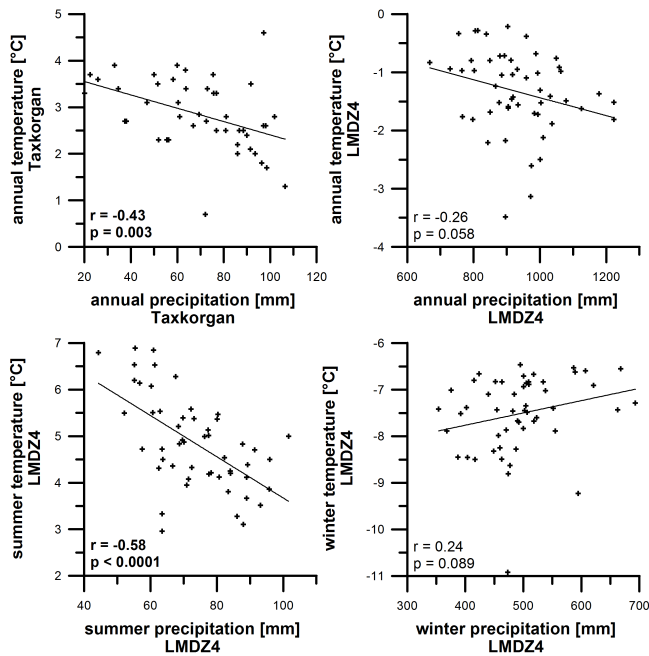 annual temperature [°C]
Taxkorgan
5
4
3
2
1
0
r = -0.43
p = 0.003
20
40
60
80
100
120
annual precipitation [mm]
Taxkorgan
annual temperature [°C]
LMDZ4
0
-1
-2
-3
-4
r = -0.26
p = 0.058
600
800
1000
1200
annual precipitation [mm]
LMDZ4
summer temperature [°C]
LMDZ4
7
6
5
4
3
2
r = -0.58
p < 0.0001
40
60
80
100
summer precipitation [mm]
LMDZ4
winter temperature [°C]
LMDZ4
-6
-7
-8
-9
-10
-11
r = 0.24
p = 0.089
300
400
500
600
700
winter precipitation [mm]
LMDZ4